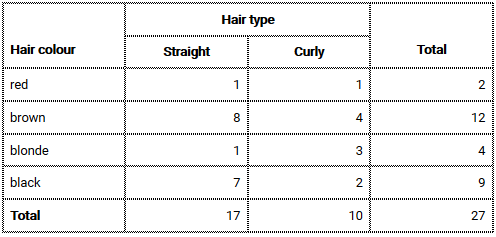 Hair type
Hair colour Straight Curly Total
red 1 1 2
brown 8 4 12
blonde 1 3 4
black 7 2 9
Total 17 10 27